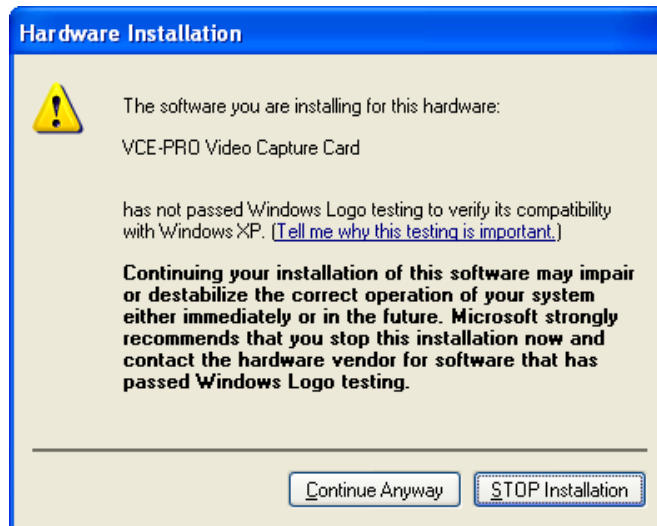 Hardware Installation
The software you are installing for this hardware:
VCE-PRO Video Capture Card
has not passed Windows Logo testing to verify its compatibility
with Windows XP. (Tell me why this testing is important.)
Continuing your installation of this software may impair
or destabilize the correct operation of your system
either immediately or in the future. Microsoft strongly
recommends that you stop this installation now and
contact the hardware vendor for software that has
passed Windows Logo testing.
Continue Anyway
STOP Installation